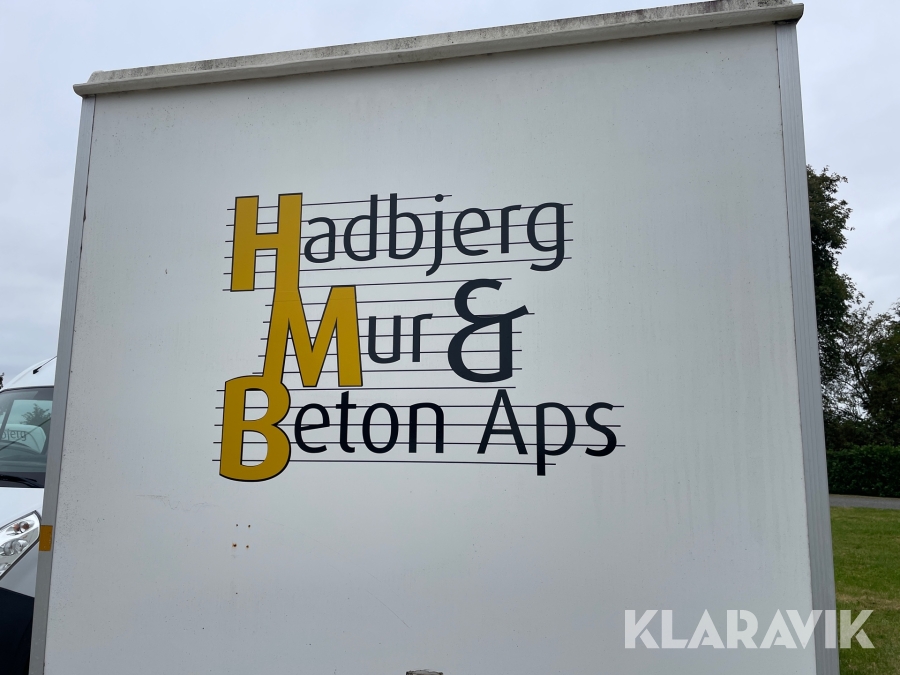 Hadbjerg
Mur &
Beton Aps
KLARAVIK